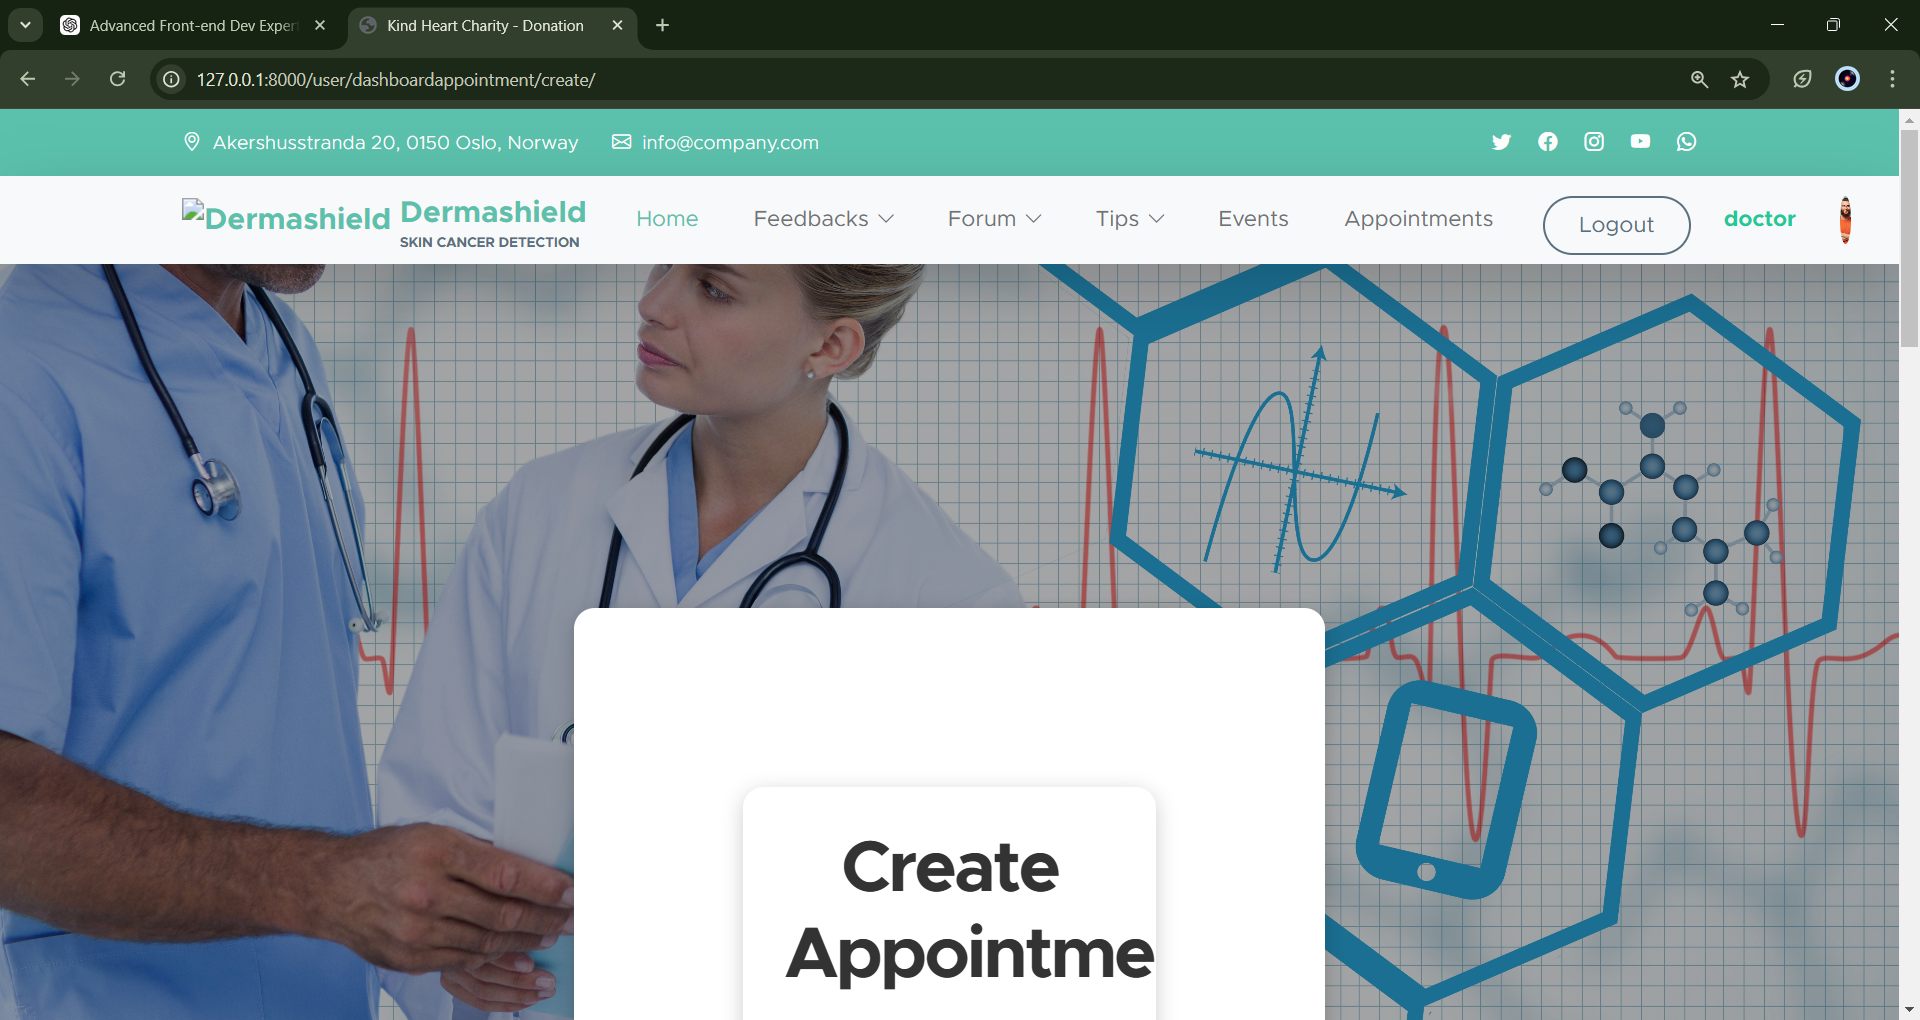 Advanced Front-end Dev Exper
Kind Heart Charity - Donation
127.0.0.1:8000/user/dashboardappointment/create/
Akershusstranda 20, 0150 Oslo, Norway
info@company.com
Dermashield
Dermashield
SKIN CANCER DETECTION
Home
Feedbacks
Forum
Tips
Events
Appointments
Logout
doctor
Create
Appointme